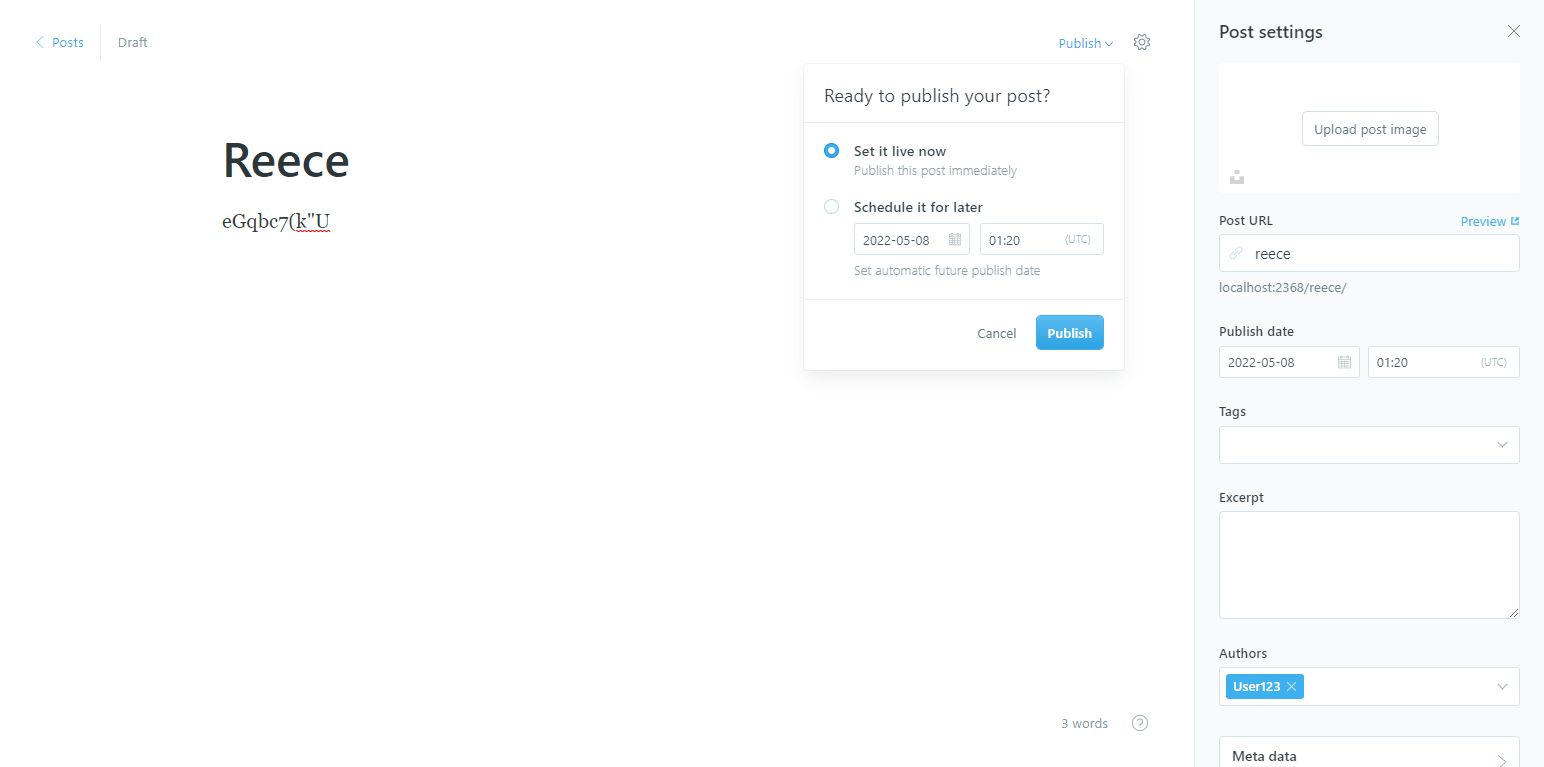 Posts
Draft
Publish
Reece
eGqbc7(k"U
Ready to publish your post?
Set it live now
Publish this post immediately
Schedule it for later
2022-05-08
01:20
(UTC)
Set automatic future publish date
Cancel
Publish
3 words
?
Post settings
Upload post image
Post URL
Preview
reece
localhost:2368/reece/
Publish date
2022-05-08
01:20
(UTC)
Tags
Excerpt
Authors
User123
Meta data